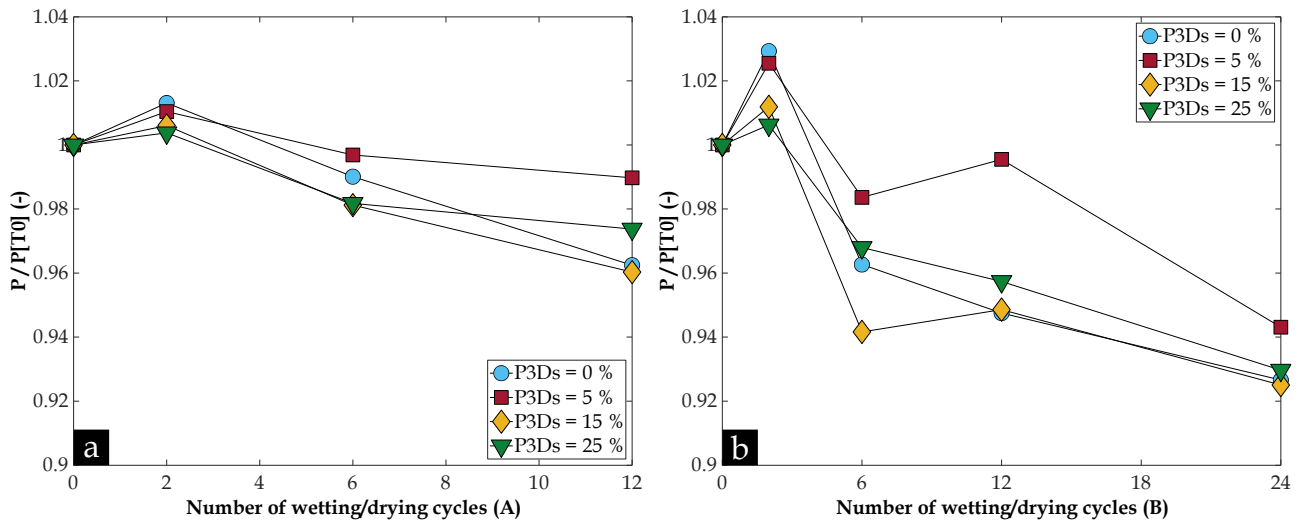 1.04
1.02
1
0.98
0.96
0.94
0.92
0.9
P / P[T0] (-)
0
2
4
6
8
10
12
Number of wetting/drying cycles (A)
P3Ds = 0 %
P3Ds = 5 %
P3Ds = 15 %
P3Ds = 25 %
a
1.04
1.02
1
0.98
0.96
0.94
0.92
0.9
P / P[T0] (-)
0
6
12
18
24
Number of wetting/drying cycles (B)
P3Ds = 0 %
P3Ds = 5 %
P3Ds = 15 %
P3Ds = 25 %
b